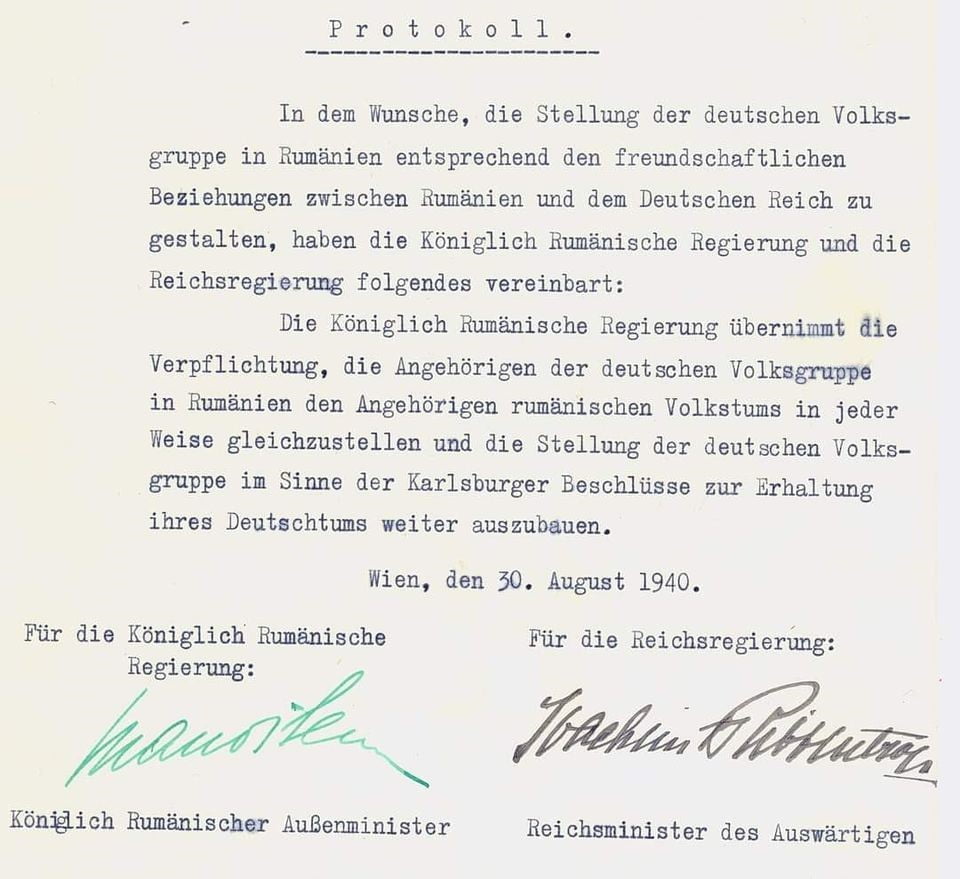 Protokoll.
In dem Wunsche, die Stellung der deutschen Volks-
gruppe in Rumänien entsprechend den freundschaftlichen
Beziehungen zwischen Rumänien und dem Deutschen Reich zu
gestalten, haben die Königlich Rumänische Regierung und die
Reichsregierung folgendes vereinbart:
Die Königlich Rumänische Regierung übernimmt die
Verpflichtung, die Angehörigen der deutschen Volksgruppe
in Rumänien den Angehörigen rumänischen Volkstums in jeder
Weise gleichzustellen und die Stellung der deutschen Volks-
gruppe im Sinne der Karlsburger Beschlüsse zur Erhaltung
ihres Deutschtums weiter auszubauen.
Wien, den 30. August 1940.
Für die Königlich Rumänische
Regierung:
Manoilescu
Königlich Rumänischer Außenminister
Für die Reichsregierung:
Joachim v Ribbentrop
Reichsminister des Auswärtigen